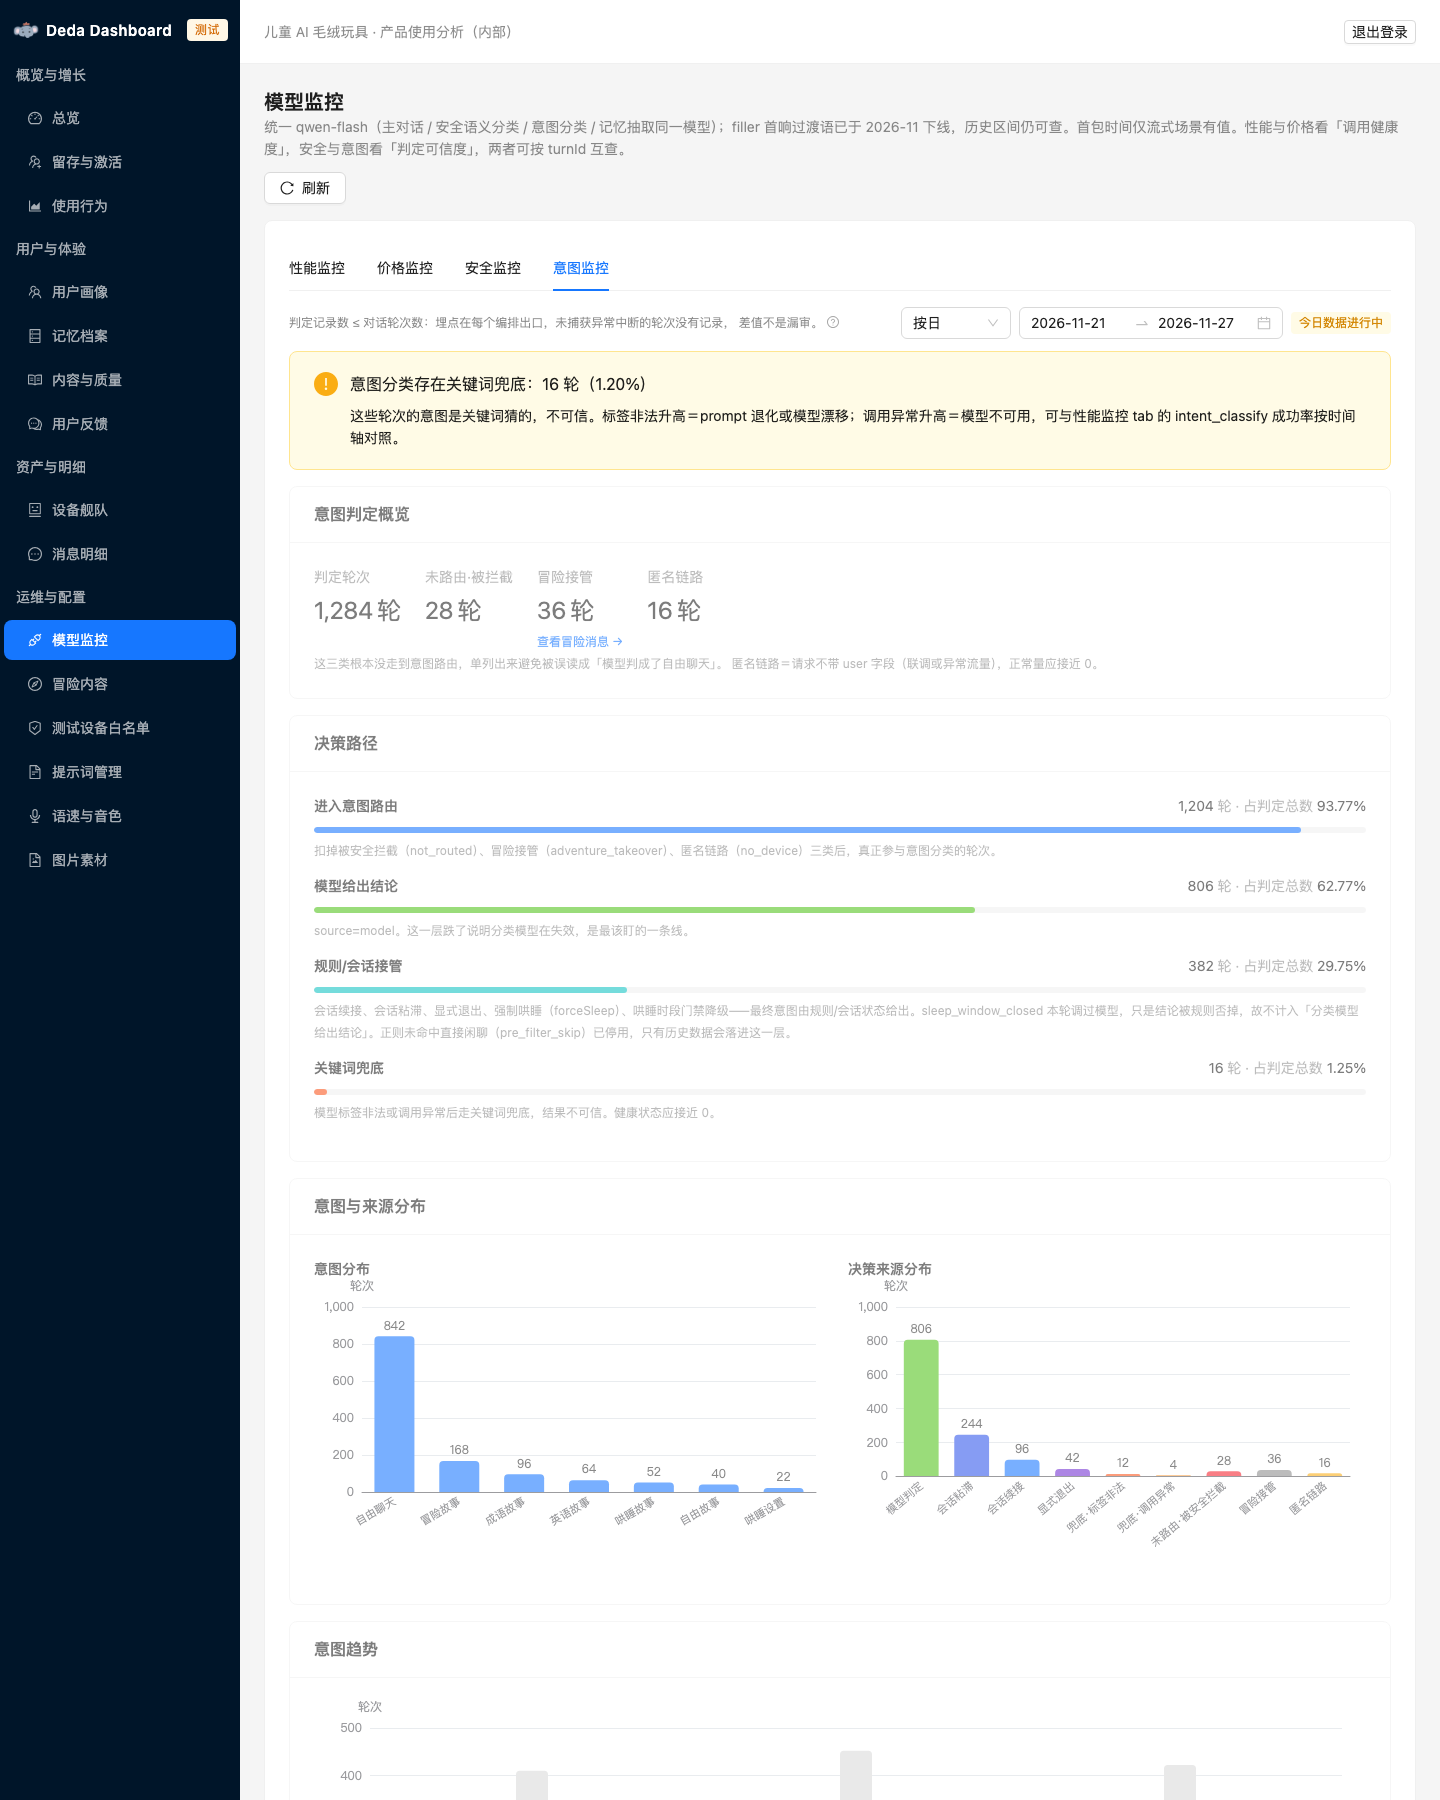 Deda Dashboard
测试
概览与增长
总览
留存与激活
使用行为
用户与体验
用户画像
记忆档案
内容与质量
用户反馈
资产与明细
设备舰队
消息明细
运维与配置
模型监控
冒险内容
测试设备白名单
提示词管理
语速与音色
图片素材
儿童 AI 毛绒玩具 · 产品使用分析（内部）
退出登录
模型监控
统一 qwen-flash（主对话 / 安全语义分类 / 意图分类 / 记忆抽取同一模型）；filler 首响过渡语已于 2026-11 下线，历史区间仍可查。首包时间仅流式场景有值。性能与价格看「调用健康
度」，安全与意图看「判定可信度」，两者可按 turnId 互查。
刷新
性能监控
价格监控
安全监控
意图监控
判定记录数 ≤ 对话轮次数：埋点在每个编排出口，未捕获异常中断的轮次没有记录， 差值不是漏审。
按日
2026-11-21
2026-11-27
今日数据进行中
意图分类存在关键词兜底：16 轮（1.20%）
这些轮次的意图是关键词猜的，不可信。标签非法升高＝prompt 退化或模型漂移；调用异常升高＝模型不可用，可与性能监控 tab 的 intent_classify 成功率按时间
轴对照。
意图判定概览
判定轮次
未路由·被拦截
冒险接管
匿名链路
1,284 轮
28 轮
36 轮
16 轮
查看冒险消息 →
这三类根本没走到意图路由，单列出来避免被误读成「模型判成了自由聊天」。 匿名链路＝请求不带 user 字段（联调或异常流量），正常量应接近 0。
决策路径
进入意图路由
1,204 轮 · 占判定总数 93.77%
扣掉被安全拦截（not_routed）、冒险接管（adventure_takeover）、匿名链路（no_device）三类后，真正参与意图分类的轮次。
模型给出结论
806 轮 · 占判定总数 62.77%
source=model。这一层跌了说明分类模型在失效，是最该盯的一条线。
规则/会话接管
382 轮 · 占判定总数 29.75%
会话续接、会话粘滞、显式退出、强制哄睡（forceSleep）、哄睡时段门禁降级——最终意图由规则/会话状态给出。sleep_window_closed 本轮调过模型，只是结论被规则否掉，故不计入「分类模型
给出结论」。正则未命中直接闲聊（pre_filter_skip）已停用，只有历史数据会落进这一层。
关键词兜底
16 轮 · 占判定总数 1.25%
模型标签非法或调用异常后走关键词兜底，结果不可信。健康状态应接近 0。
意图与来源分布
意图分布
轮次
1,000
800
600
400
200
0
842
168
96
64
52
40
22
自由聊天
冒险故事
成语故事
英语故事
哄睡故事
自由故事
哄睡设置
决策来源分布
轮次
1,000
800
600
400
200
0
806
244
96
42
12
4
28
36
16
模型判定
会话粘滞
会话续接
显式退出
兜底·标签非法
兜底·调用异常
未路由·被安全拦截
冒险接管
匿名链路
意图趋势
轮次
500
400